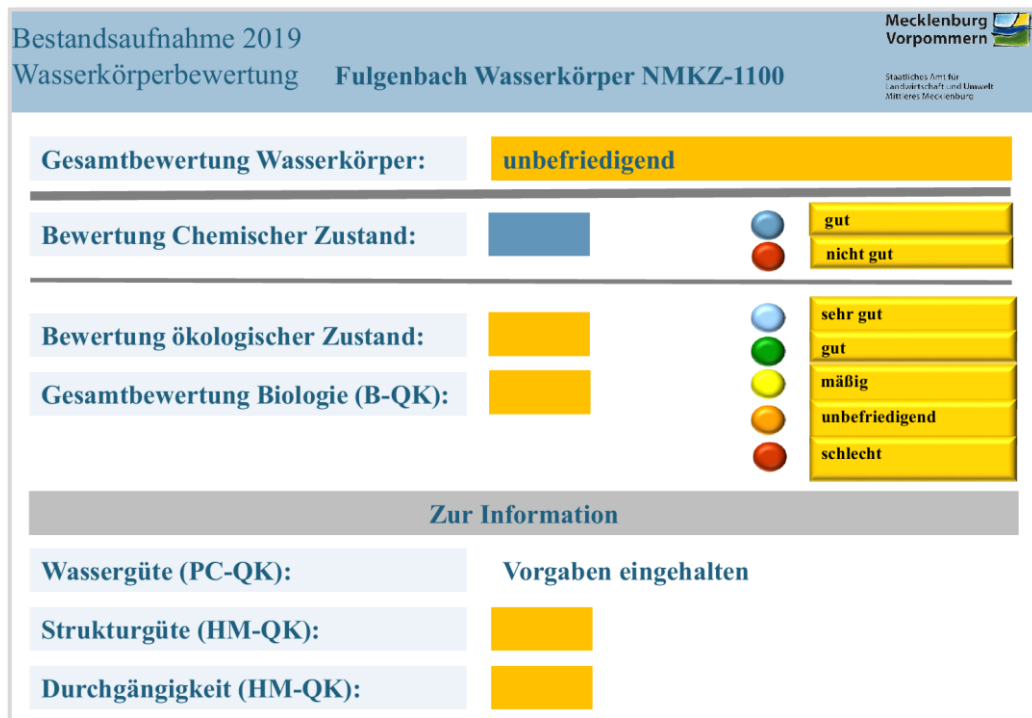 Bestandsaufnahme 2019
Wasserkörperbewertung Fulgenbach Wasserkörper NMKZ-1100
Mecklenburg
Vorpommern
Staatliches Amt für
Landwirtschaft und Umwelt
Mittleres Mecklenburg
Gesamtbewertung Wasserkörper: unbefriedigend
Bewertung Chemischer Zustand:
gut
nicht gut
Bewertung ökologischer Zustand:
Gesamtbewertung Biologie (B-QK):
sehr gut
gut
mäßig
unbefriedigend
schlecht
Zur Information
Wassergüte (PC-QK): Vorgaben eingehalten
Strukturgüte (HM-QK):
Durchgängigkeit (HM-QK):